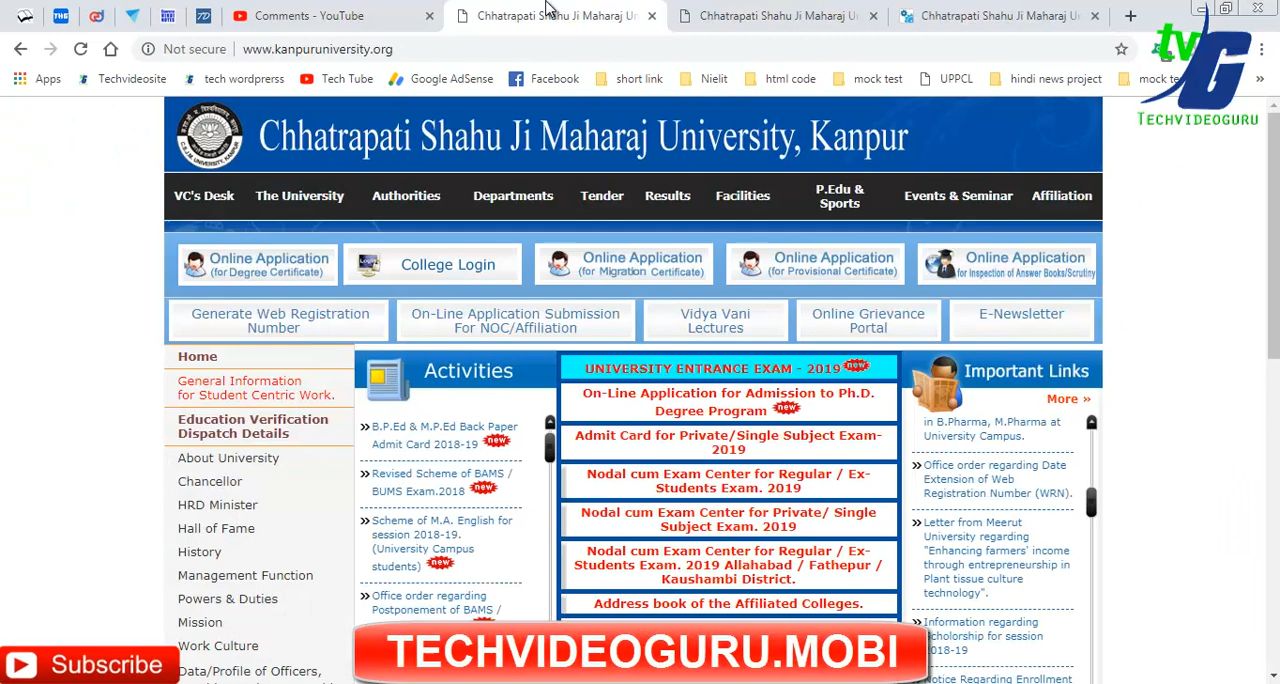 Comments - YouTube
Chhatrapati Shahu Ji Maharaj Un
Chhatrapati Shahu Ji Maharaj U
Chhatrapati Shahu Ji Maharaj Un
Not secure
www.kanpuruniversity.org
Apps
Techvideosite
tech wordprerss
Tech Tube
Google AdSense
Facebook
short link
Nielit
html code
mock test
UPPCL
hindi news project
tvG
TECHVIDEOGURU
Chhatrapati Shahu Ji Maharaj University, Kanpur
VC's Desk
The University
Authorities
Departments
Tender
Results
Facilities
P.Edu &
Sports
Events & Seminar
Affiliation
Online Application
(for Degree Certificate)
College Login
Online Application
(for Migration Certificate)
Online Application
(for Provisional Certificate)
Online Application
for Inspection of Answer Books/Scrutiny
Generate Web Registration
Number
On-Line Application Submission
For NOC/Affiliation
Vidya Vani
Lectures
Online Grievance
Portal
E-Newsletter
Home
General Information
for Student Centric Work.
Education Verification
Dispatch Details
About University
Chancellor
HRD Minister
Hall of Fame
History
Management Function
Powers & Duties
Mission
Work Culture
Data/Profile of Officers,
Activities
B.P.Ed & M.P.Ed Back Paper
Admit Card 2018-19 new
Revised Scheme of BAMS /
BUMS Exam.2018 new
Scheme of M.A. English for
session 2018-19.
(University Campus
students) new
Office order regarding
Postponement of BAMS /
UNIVERSITY ENTRANCE EXAM - 2019 new
On-Line Application for Admission to Ph.D.
Degree Program new
Admit Card for Private/Single Subject Exam-
2019
Nodal cum Exam Center for Regular / Ex-
Students Exam. 2019
Nodal cum Exam Center for Private/ Single
Subject Exam. 2019
Nodal cum Exam Center for Regular / Ex-
Students Exam. 2019 Allahabad / Fathepur /
Kaushambi District.
Address book of the Affiliated Colleges.
Important Links
More »
in B.Pharma, M.Pharma at
University Campus.
Office order regarding Date
Extension of Web
Registration Number (WRN).
Letter from Meerut
University regarding
"Enhancing farmers' income
through entrepreneurship in
Plant tissue culture
technology".
Information regarding
Notice Regarding Enrollment
Subscribe
TECHVIDEOGURU.MOBI